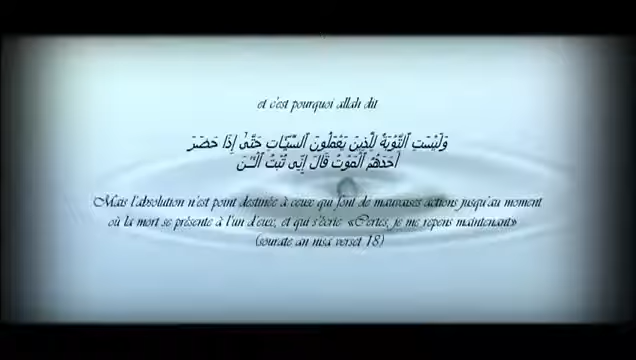 et c'est pourquoi allah dit
وَلَيْسَتِ ٱلتَّوْبَةُ لِلَّذِينَ يَعْمَلُونَ ٱلسَّيِّـَٔاتِ حَتَّىٰٓ إِذَا حَضَرَ
أَحَدَهُمُ ٱلْمَوْتُ قَالَ إِنِّى تُبْتُ ٱلْـَٰٔنَ
Mais l'absolution n'est point destinée à ceux qui font de mauvaises actions jusqu'au moment
où la mort se présente à l'un d'eux, et qui s'écrie «Certes, je me repens maintenant»
(sourate an nisa verset 18)